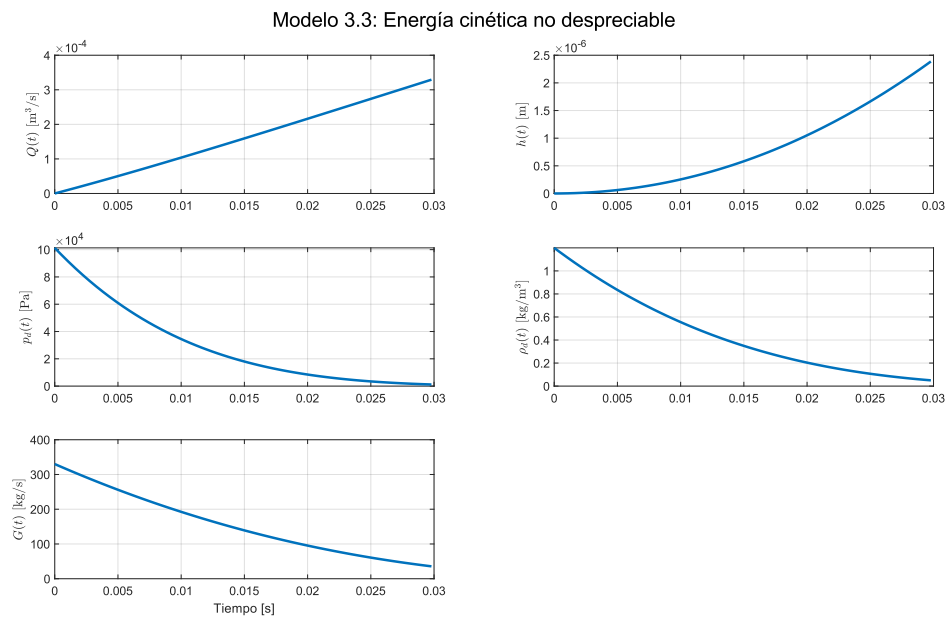 Modelo 3.3: Energía cinética no despreciable
×10⁻⁴
4
3
2
1
0
Q(t) [m³/s]
0 0.005 0.01 0.015 0.02 0.025 0.03
×10⁻⁶
2.5
2
1.5
1
0.5
0
h(t) [m]
0 0.005 0.01 0.015 0.02 0.025 0.03
×10⁴
10
8
6
4
2
0
p_d(t) [Pa]
0 0.005 0.01 0.015 0.02 0.025 0.03
1
0.8
0.6
0.4
0.2
0
ρ_d(t) [kg/m³]
0 0.005 0.01 0.015 0.02 0.025 0.03
400
300
200
100
0
G(t) [kg/s]
0 0.005 0.01 0.015 0.02 0.025 0.03
Tiempo [s]